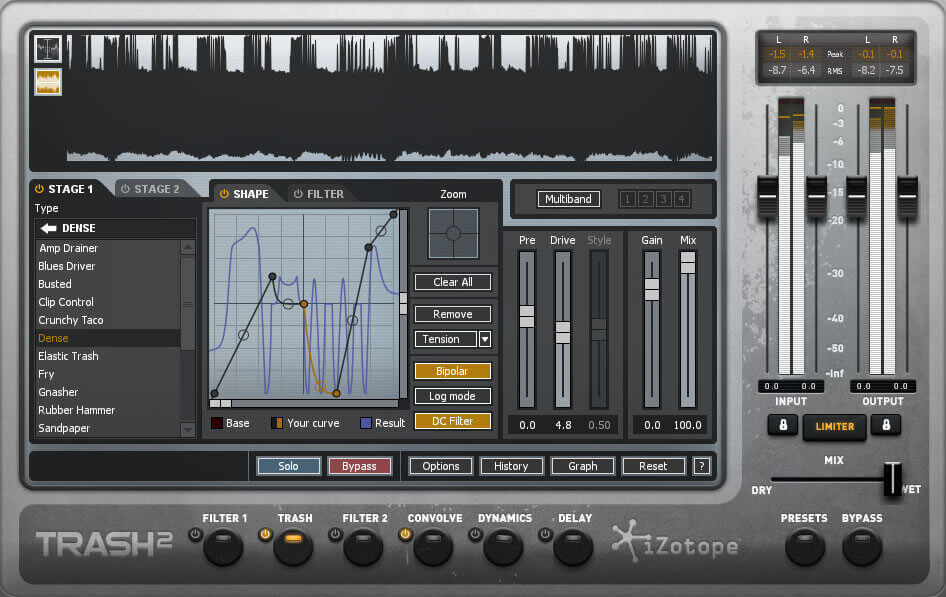 L R L R
-1.5 -1.4 Peak -0.1 -0.1
-8.7 -6.4 RMS -8.2 -7.5
STAGE 1
STAGE 2
Type
DENSE
Amp Drainer
Blues Driver
Busted
Clip Control
Crunchy Taco
Dense
Elastic Trash
Fry
Gnasher
Rubber Hammer
Sandpaper
SHAPE
FILTER
Zoom
Clear All
Remove
Tension
Bipolar
Log mode
DC Filter
Base
Your curve
Result
Multiband
1 2 3 4
Pre Drive Style
0.0 4.8 0.50
Gain Mix
0.0 100.0
0
-3
-6
-10
-15
-20
-30
-40
-50
-Inf
0.0 0.0 0.0 0.0
INPUT OUTPUT
LIMITER
MIX
DRY WET
Solo
Bypass
Options
History
Graph
Reset
?
TRASH2
FILTER 1
TRASH
FILTER 2
CONVOLVE
DYNAMICS
DELAY
iZotope
PRESETS
BYPASS